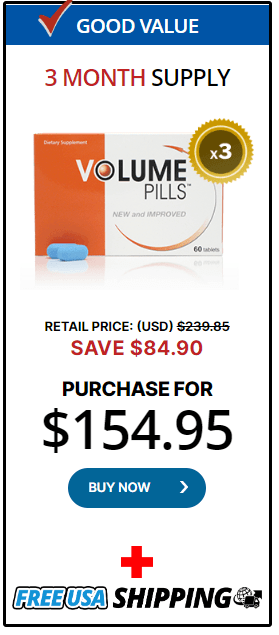 GOOD VALUE
3 MONTH SUPPLY
x3
Dietary Supplement
VOLUME
PILLS™
NEW and IMPROVED
60 tablets
RETAIL PRICE: (USD) $239.85
SAVE $84.90
PURCHASE FOR
$154.95
BUY NOW
FREE USA SHIPPING